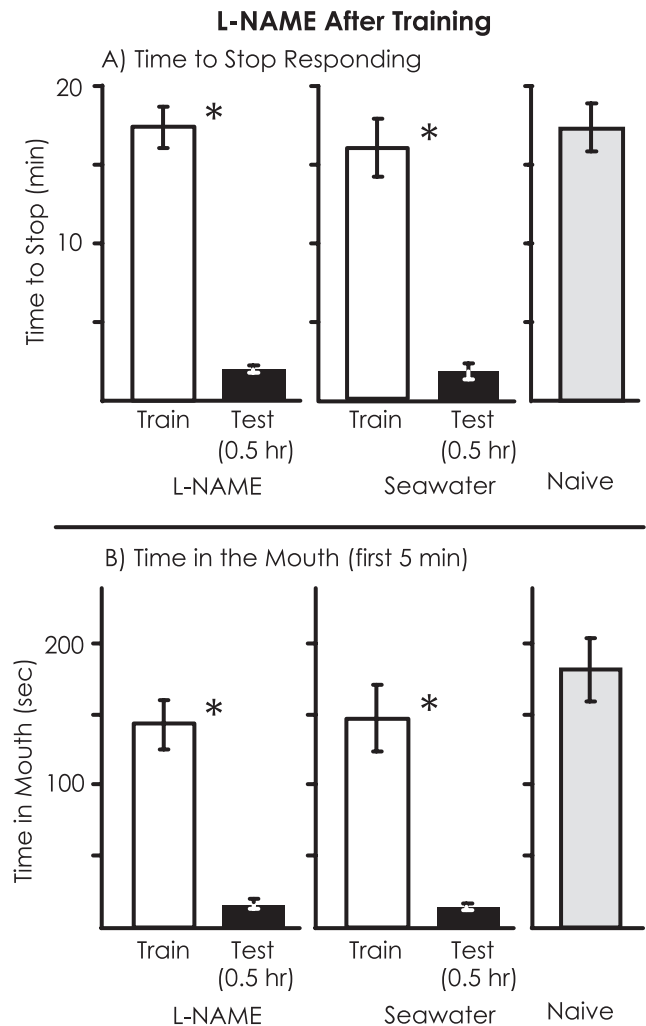 L-NAME After Training
A) Time to Stop Responding
20
10
Time to Stop (min)
*
*
Train Test Train Test
(0.5 hr) (0.5 hr)
L-NAME Seawater Naive
B) Time in the Mouth (first 5 min)
200
100
Time in Mouth (sec)
*
*
Train Test Train Test
(0.5 hr) (0.5 hr)
L-NAME Seawater Naive